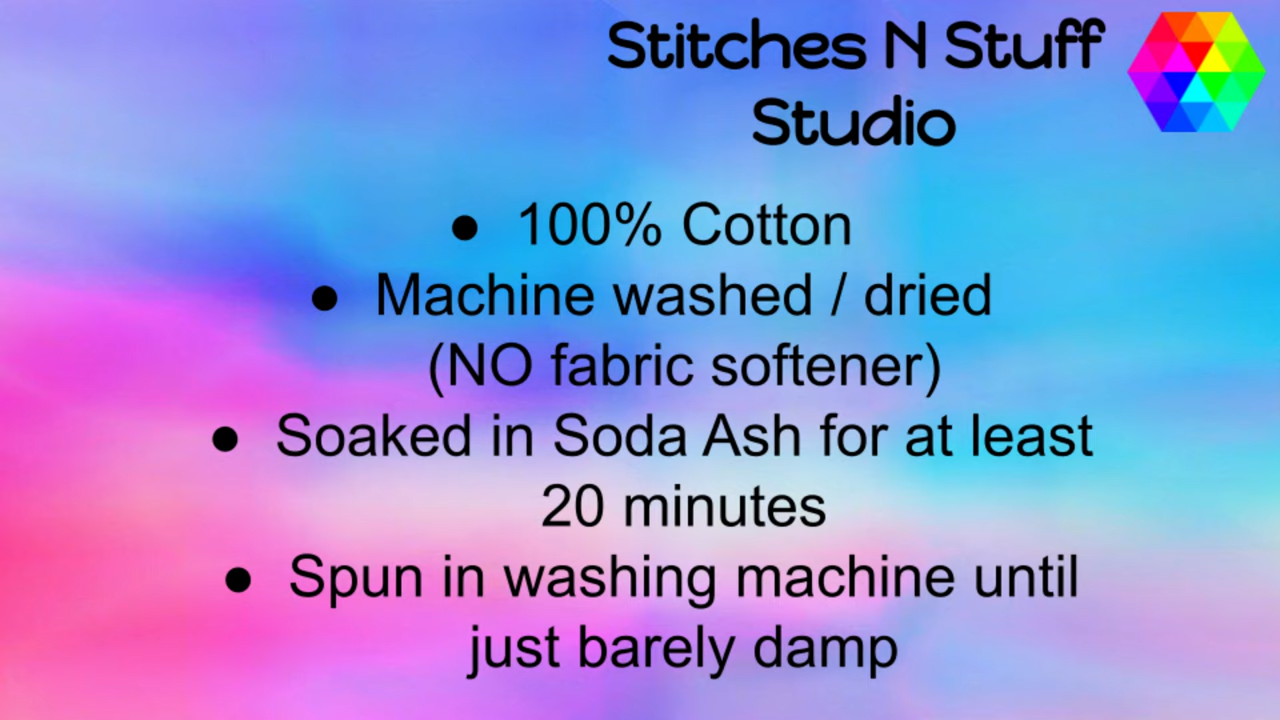 Stitches N Stuff
Studio
● 100% Cotton
● Machine washed / dried
(NO fabric softener)
● Soaked in Soda Ash for at least
20 minutes
● Spun in washing machine until
just barely damp